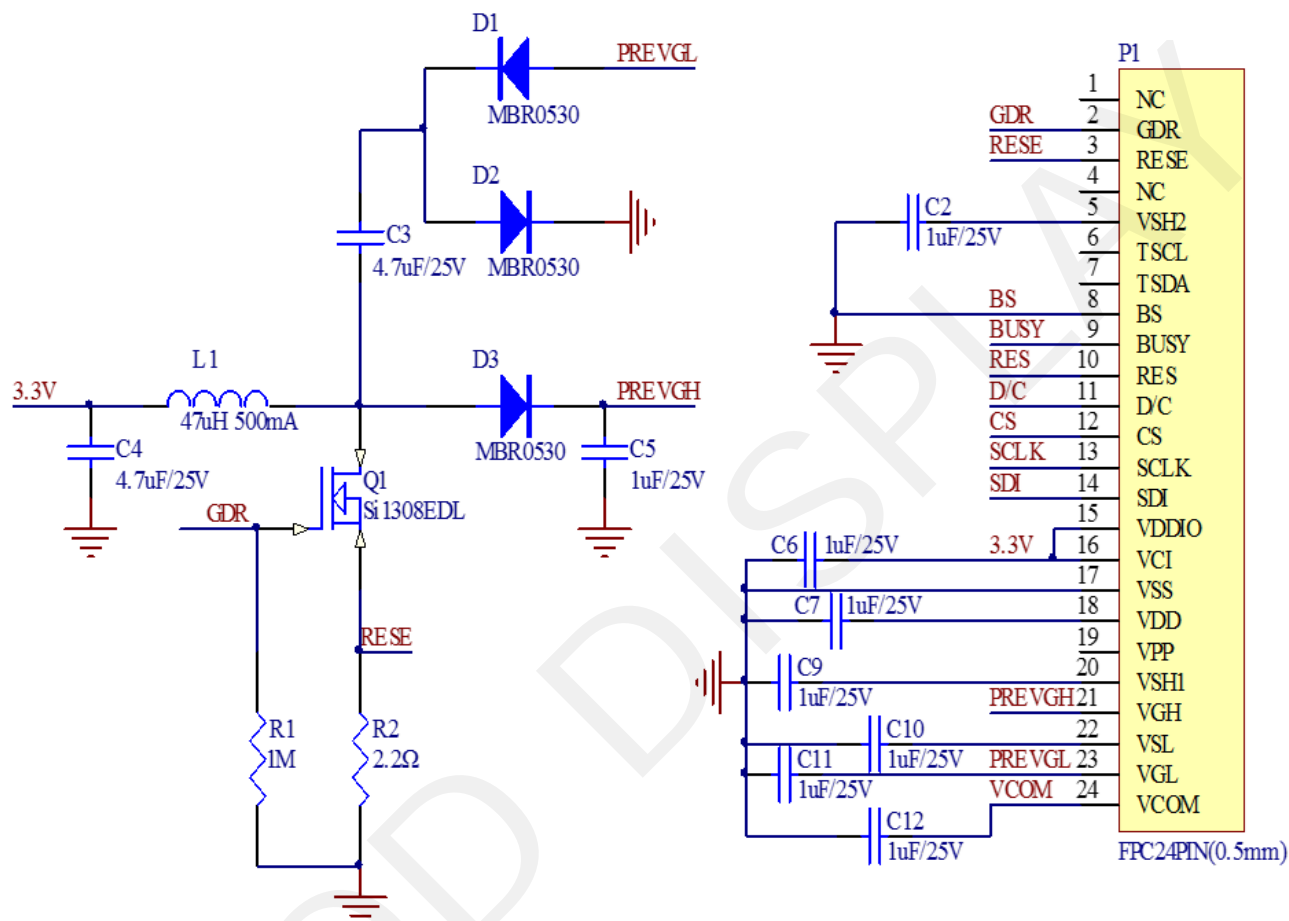 D1
PREVGL
MBR0530
D2
MBR0530
C3
4.7uF/25V
L1
3.3V
47uH 500mA
C4
4.7uF/25V
D3
PREVGH
MBR0530
C5
1uF/25V
Q1
Si1308EDL
GDR
RESE
R1
1M
R2
2.2Ω
P1
1 NC
GDR 2 GDR
RESE 3 RESE
4 NC
C2
1uF/25V
5 VSH2
6 TSCL
7 TSDA
BS 8 BS
BUSY 9 BUSY
RES 10 RES
D/C 11 D/C
CS 12 CS
SCLK 13 SCLK
SDI 14 SDI
15 VDDIO
C6 1uF/25V 3.3V 16 VCI
17 VSS
C7 1uF/25V 18 VDD
19 VPP
C9
1uF/25V
20 VSH1
PREVGH 21 VGH
C10
1uF/25V
22 VSL
C11
1uF/25V
PREVGL 23 VGL
VCOM 24 VCOM
C12
1uF/25V
FPC24PIN(0.5mm)
OD DISPLAY